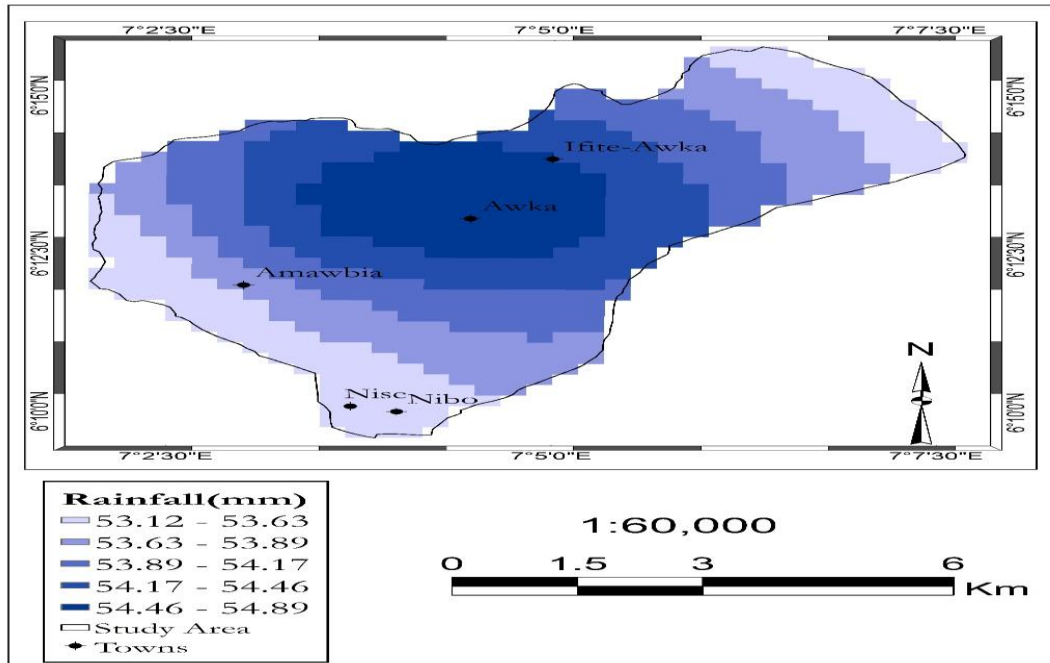 7°2'30"E 7°5'0"E 7°7'30"E
6°15'0"N 6°15'0"N
Ifite-Awka
Awka
6°12'30"N 6°12'30"N
Amawbia
N
Nisc Nibo
6°10'0"N 6°10'0"N
7°2'30"E 7°5'0"E 7°7'30"E
Rainfall(mm)
53.12 - 53.63
53.63 - 53.89
53.89 - 54.17
54.17 - 54.46
54.46 - 54.89
Study Area
Towns
1:60,000
0 1.5 3 6
Km